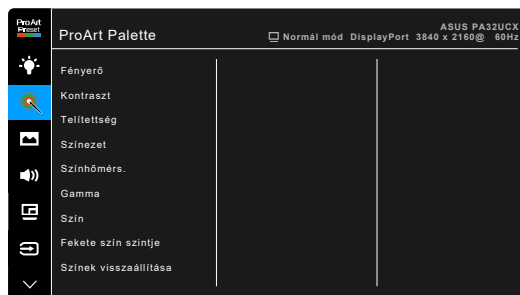 ProArt
Preset
ProArt Palette
ASUS PA32UCX
Normál mód DisplayPort 3840 x 2160@ 60Hz
Fényerő
Kontraszt
Telítettség
Színezet
Színhőmérs.
Gamma
Szín
Fekete szín szintje
Színek visszaállítása